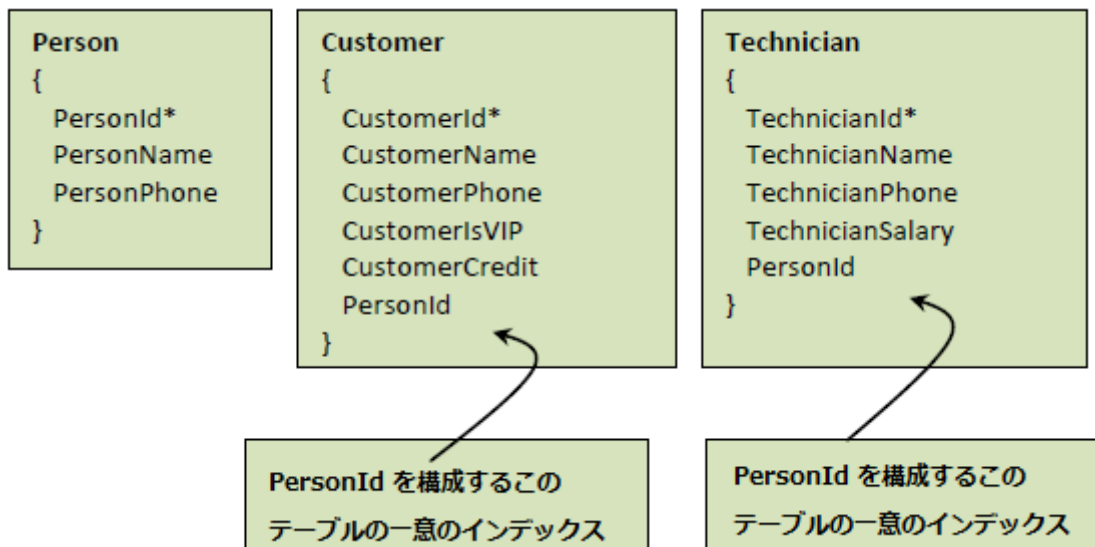 Person
{
PersonId*
PersonName
PersonPhone
}
Customer
{
CustomerId*
CustomerName
CustomerPhone
CustomerIsVIP
CustomerCredit
PersonId
}
Technician
{
TechnicianId*
TechnicianName
TechnicianPhone
TechnicianSalary
PersonId
}
PersonId を構成するこの
テーブルの一意のインデックス
PersonId を構成するこの
テーブルの一意のインデックス